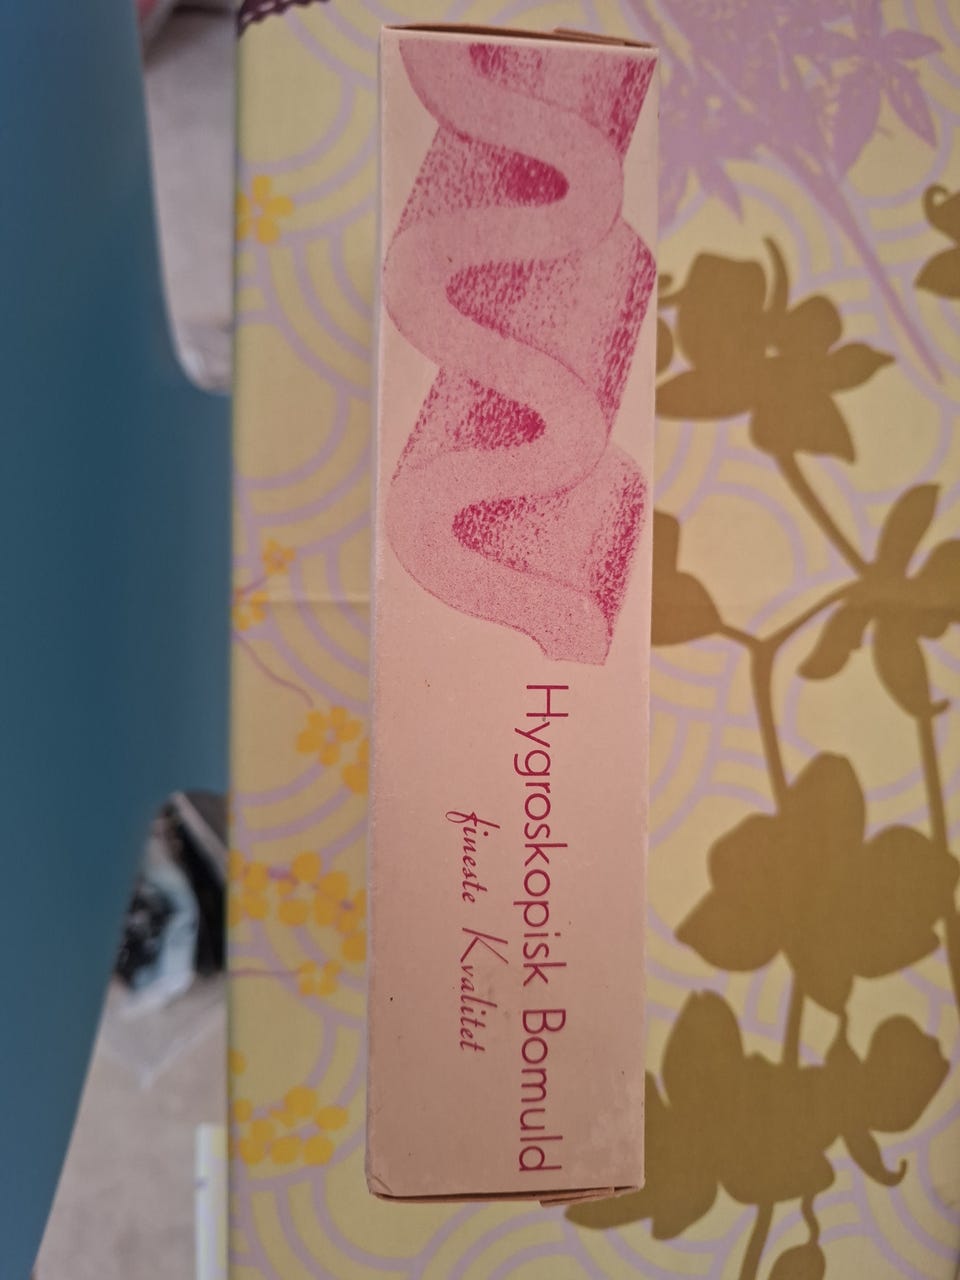 Hygroskopisk Bomuld
fineste Kvalitet